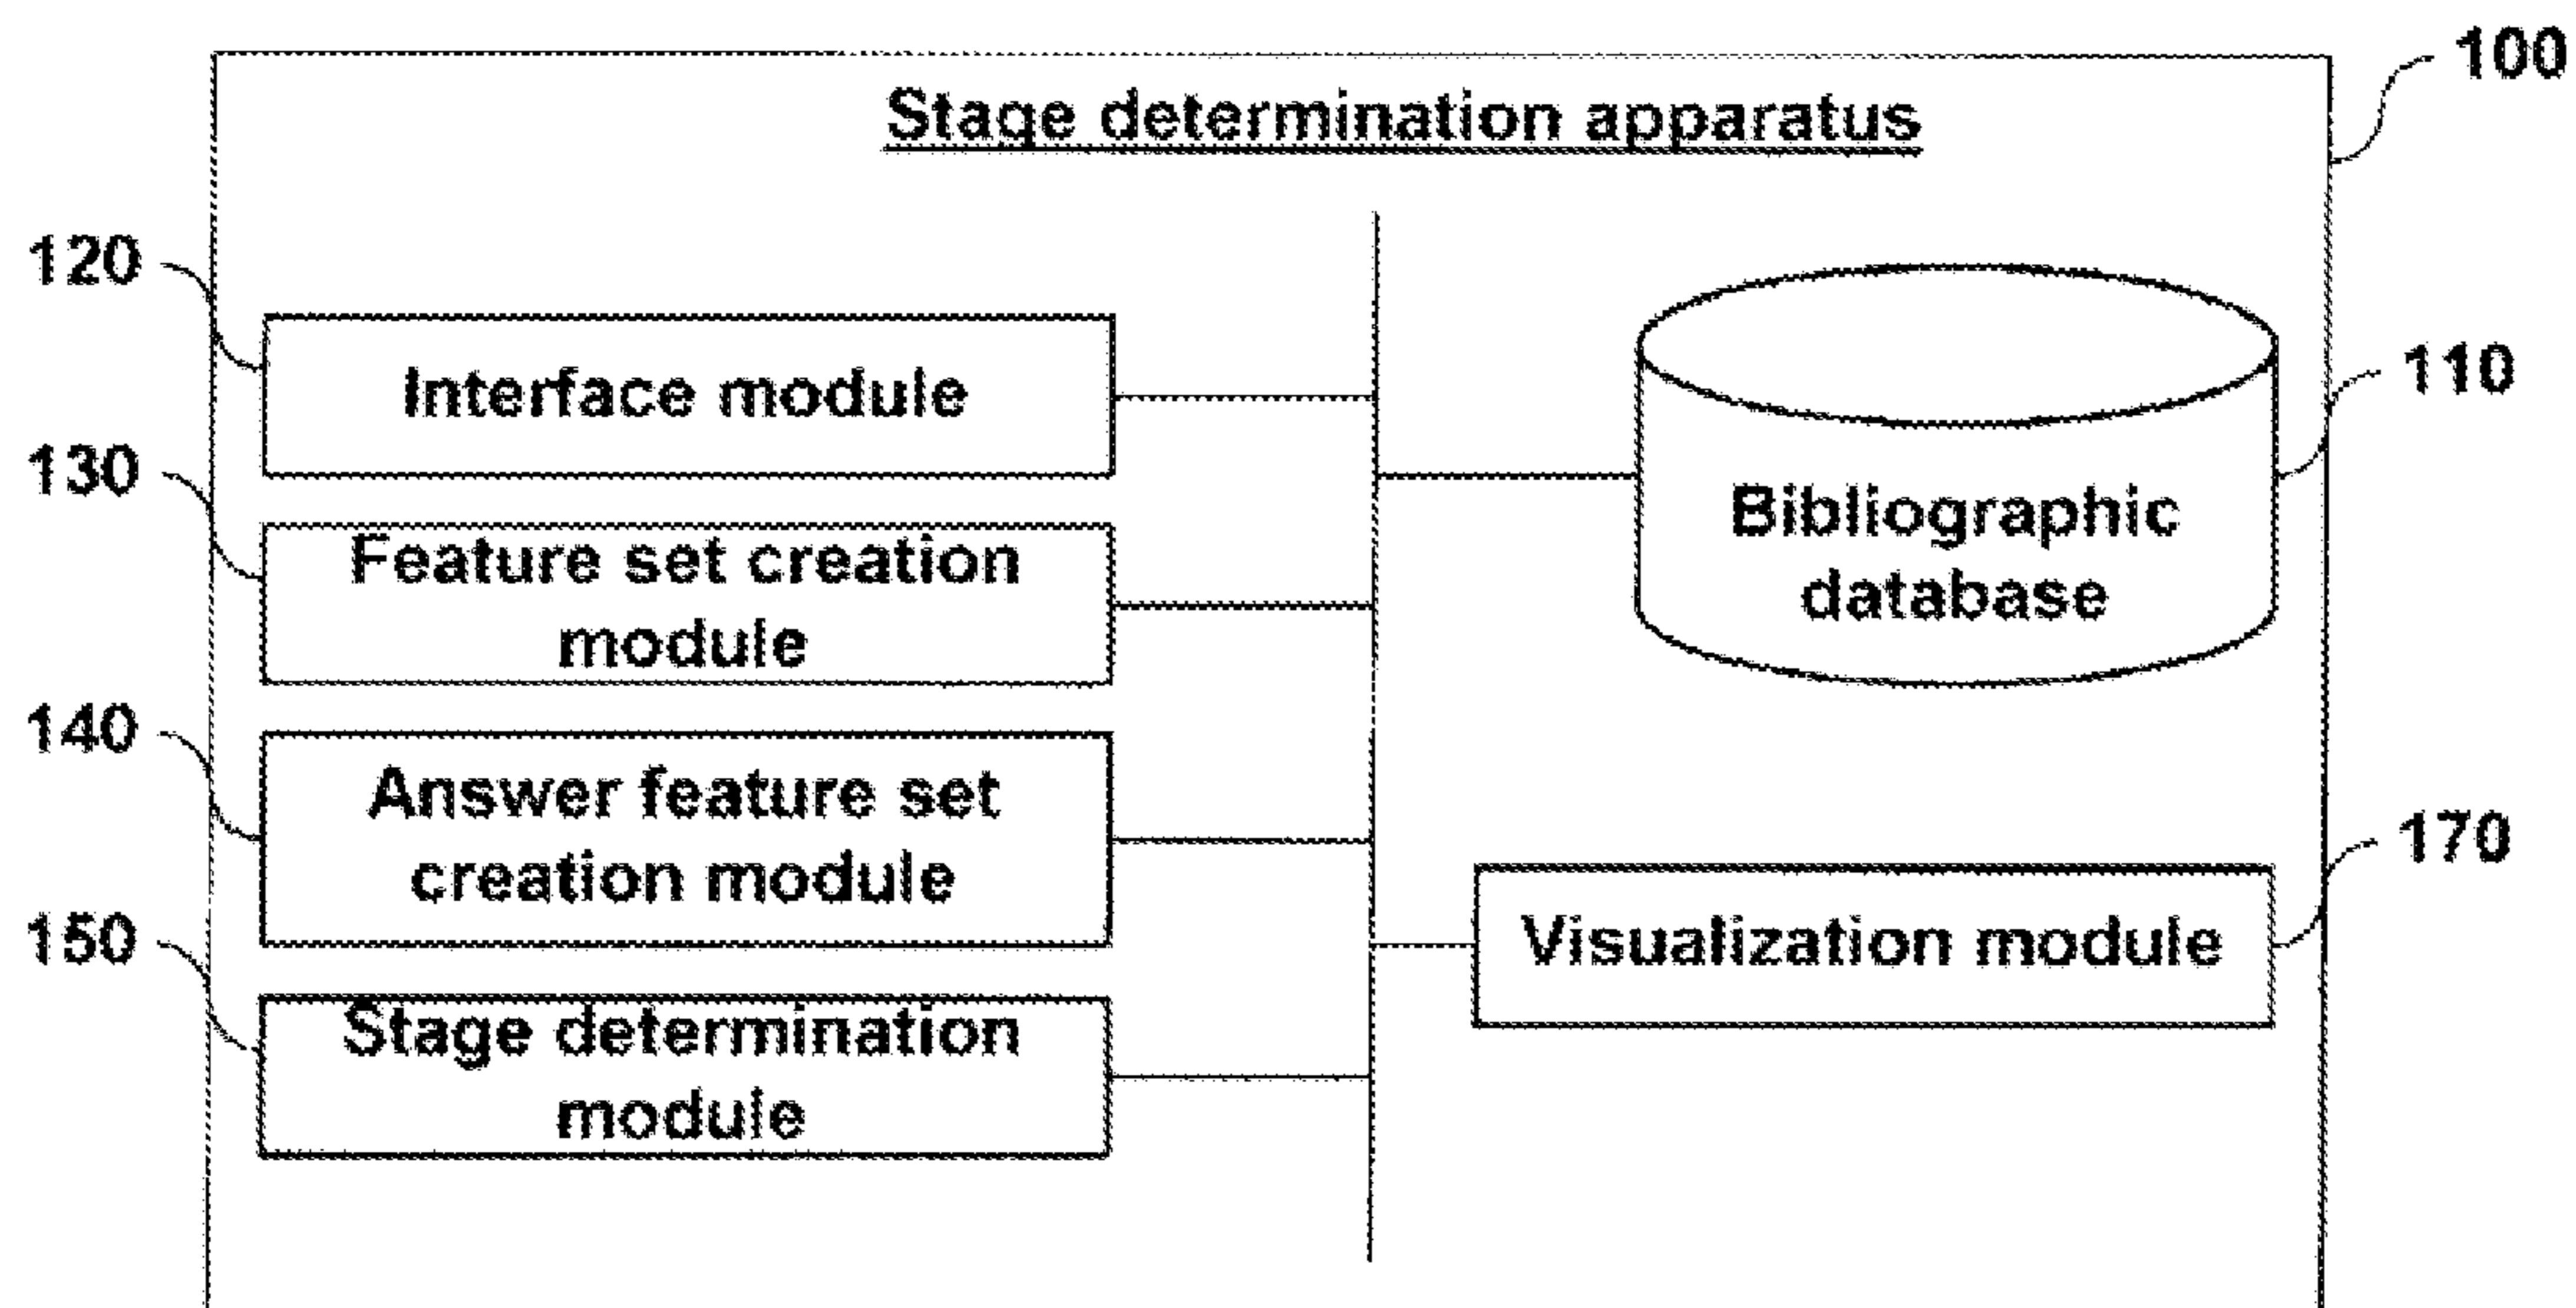 100
Stage determination apparatus
120
Interface module
110
Bibliographic
database
130
Feature set creation
module
140
Answer feature set
creation module
170
Visualization module
150
Stage determination
module